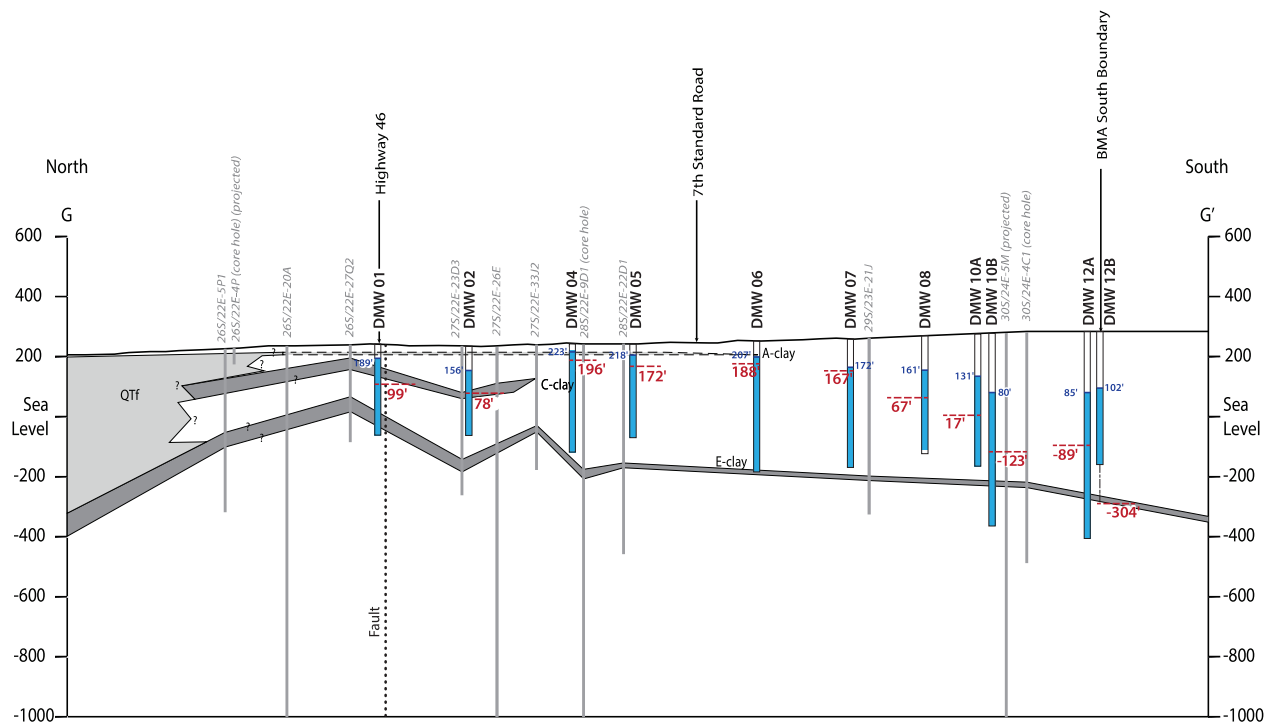 North
South
G
G'
Highway 46
7th Standard Road
BMA South Boundary
26S/22E-5P1
26S/22E-4P (core hole) (projected)
26S/22E-20A
26S/22E-27Q2
DMW 01
27S/22E-23D3
DMW 02
27S/22E-26E
27S/22E-33J2
DMW 04
28S/22E-9D1 (core hole)
28S/22E-22D1
DMW 05
DMW 06
DMW 07
29S/23E-21J
DMW 08
DMW 10A
DMW 10B
30S/24E-5M (projected)
30S/24E-4C1 (core hole)
DMW 12A
DMW 12B
600
400
200
Sea
Level
-200
-400
-600
-800
-1000
600
400
200
Sea
Level
-200
-400
-600
-800
-1000
QTf
?
?
?
?
?
?
?
189'
99'
156'
78'
C-clay
223'
196'
218'
172'
207'
188'
A-clay
E-clay
172'
167'
161'
67'
131'
17'
80'
-123'
85'
-89'
102'
-304'
Fault